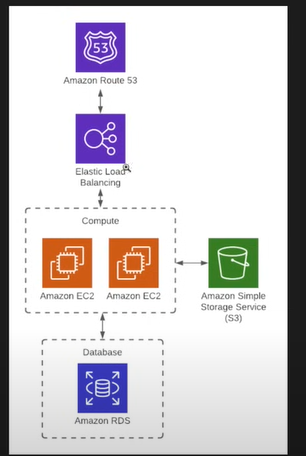 53
Amazon Route 53
Elastic Load
Balancing
Compute
Amazon EC2
Amazon EC2
Amazon Simple
Storage Service
(S3)
Database
Amazon RDS